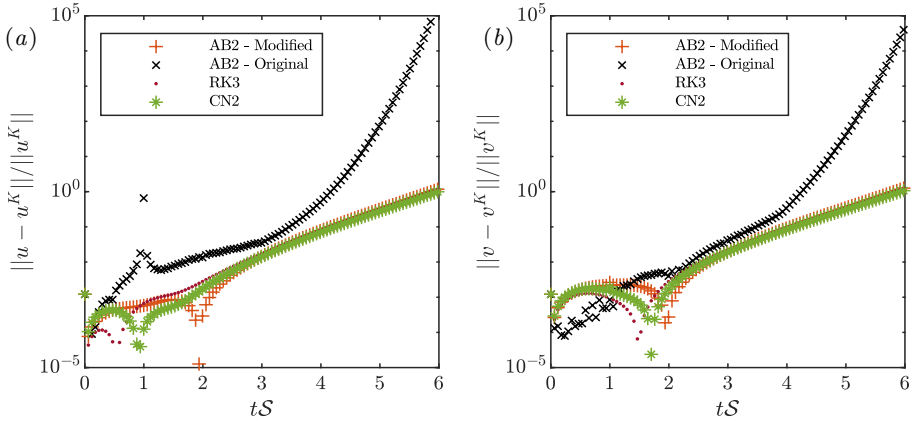 (a)
10^5
10^0
10^{-5}
||u − u^K||/||u^K||
AB2 - Modified
AB2 - Original
RK3
CN2
0 1 2 3 4 5 6
tS
(b)
10^5
10^0
10^{-5}
||v − v^K||/||v^K||
AB2 - Modified
AB2 - Original
RK3
CN2
0 1 2 3 4 5 6
tS